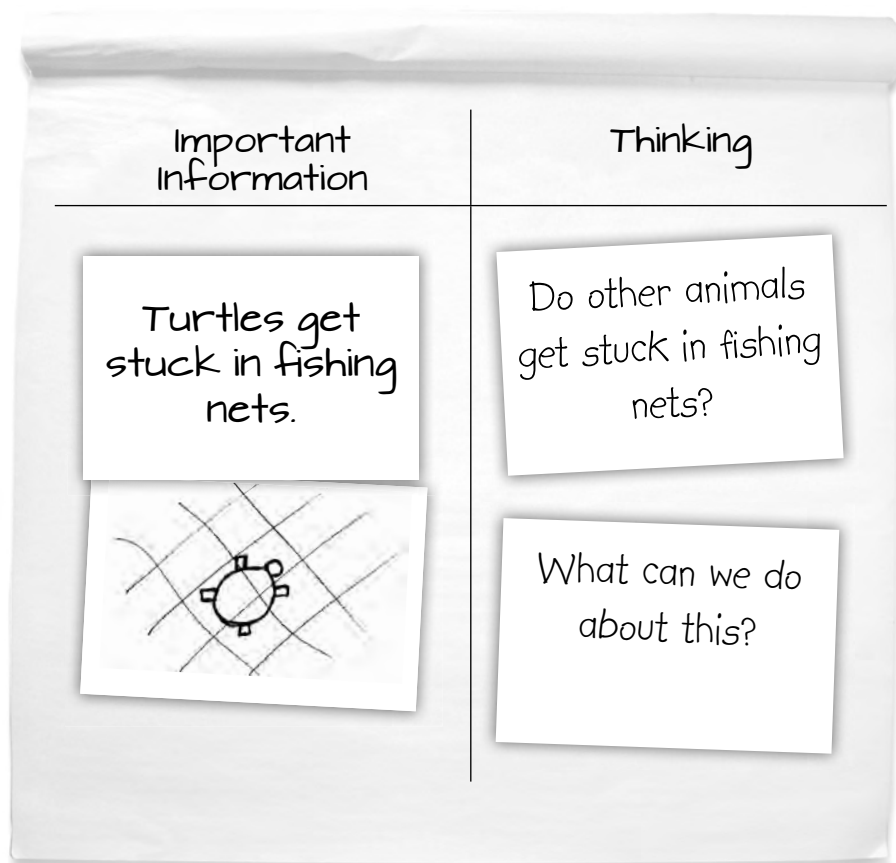 Important
Information
Thinking
Turtles get
stuck in fishing
nets.
Do other animals
get stuck in fishing
nets?
What can we do
about this?